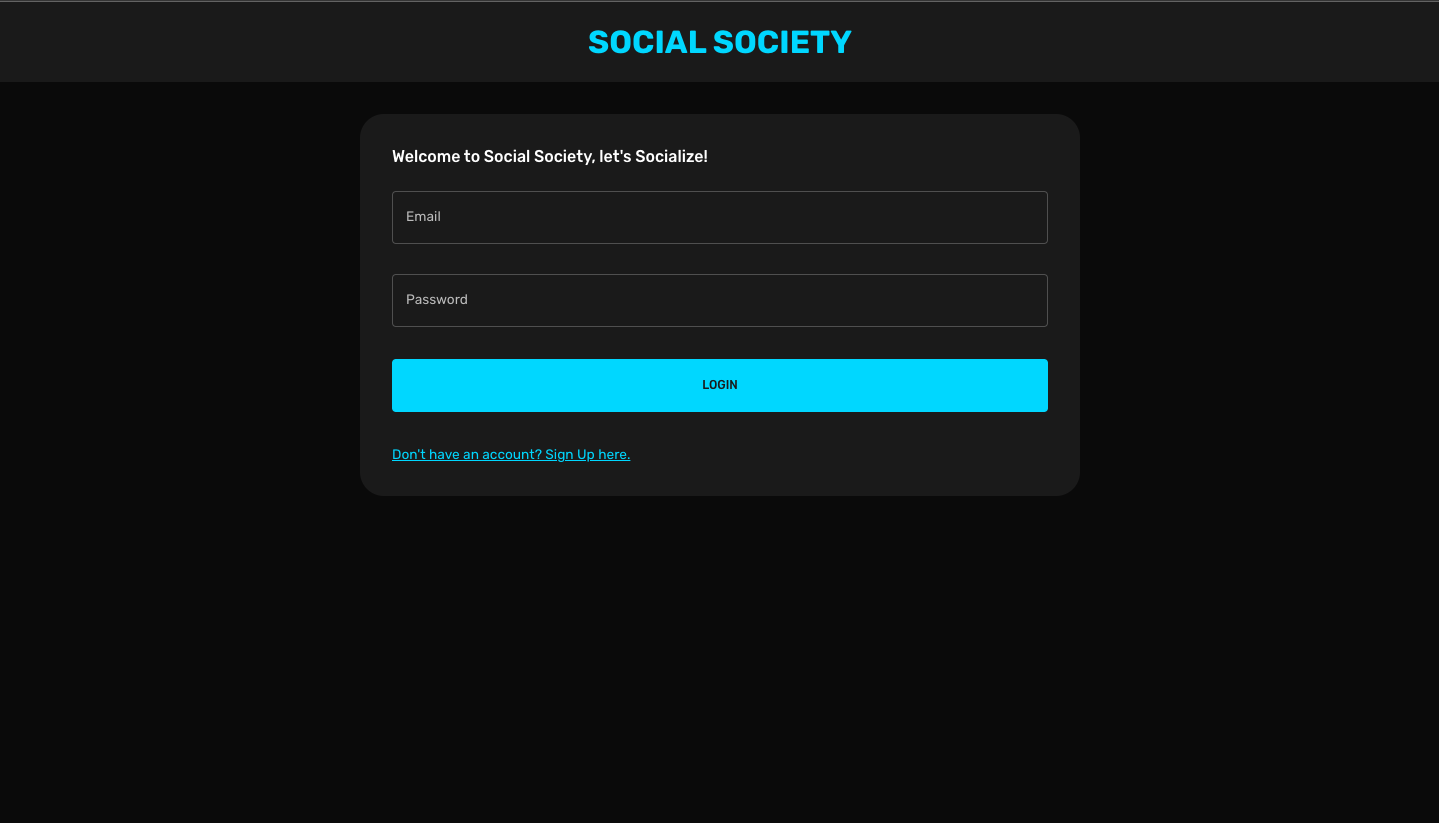 SOCIAL SOCIETY
Welcome to Social Society, let's Socialize!
Email
Password
LOGIN
Don't have an account? Sign Up here.